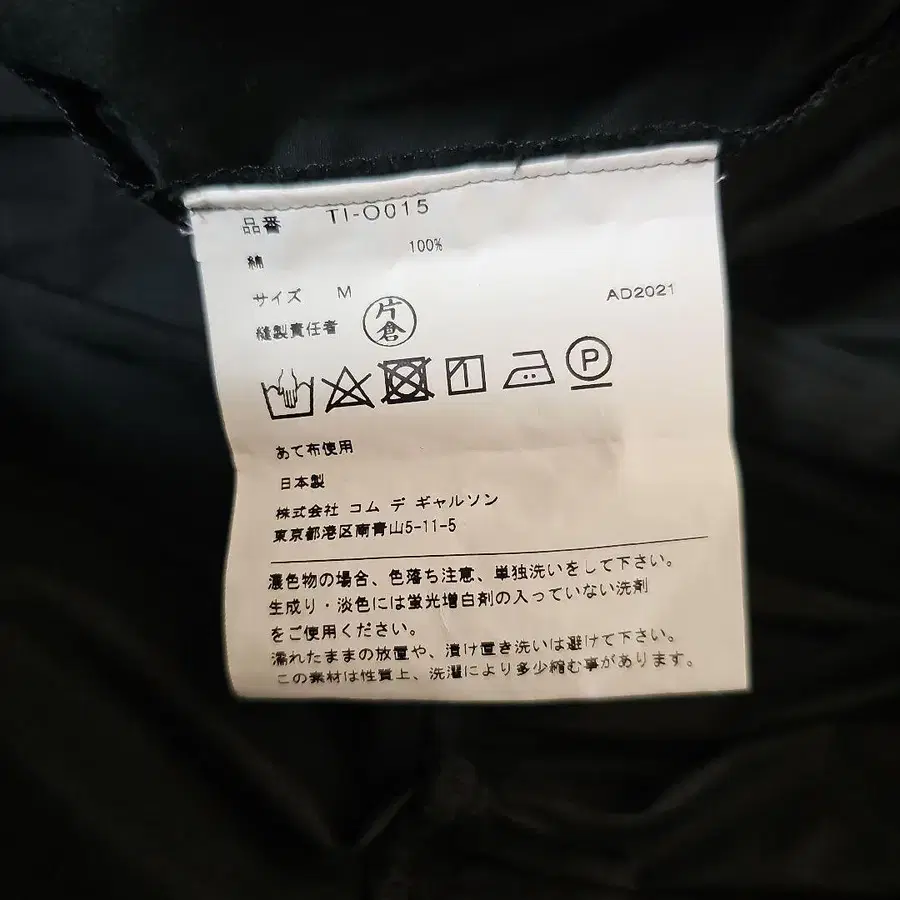 品番 TI-O015
綿 100%
サイズ M AD2021
縫製責任者 片倉
P
あて布使用
日本製
株式会社 コム デ ギャルソン
東京都港区南青山5-11-5
濃色物の場合、色落ち注意、単独洗いをして下さい。
生成り・淡色には蛍光増白剤の入っていない洗剤
をご使用ください。
濡れたままの放置や、漬け置き洗いは避けて下さい。
この素材は性質上、洗濯により多少縮む事があります。